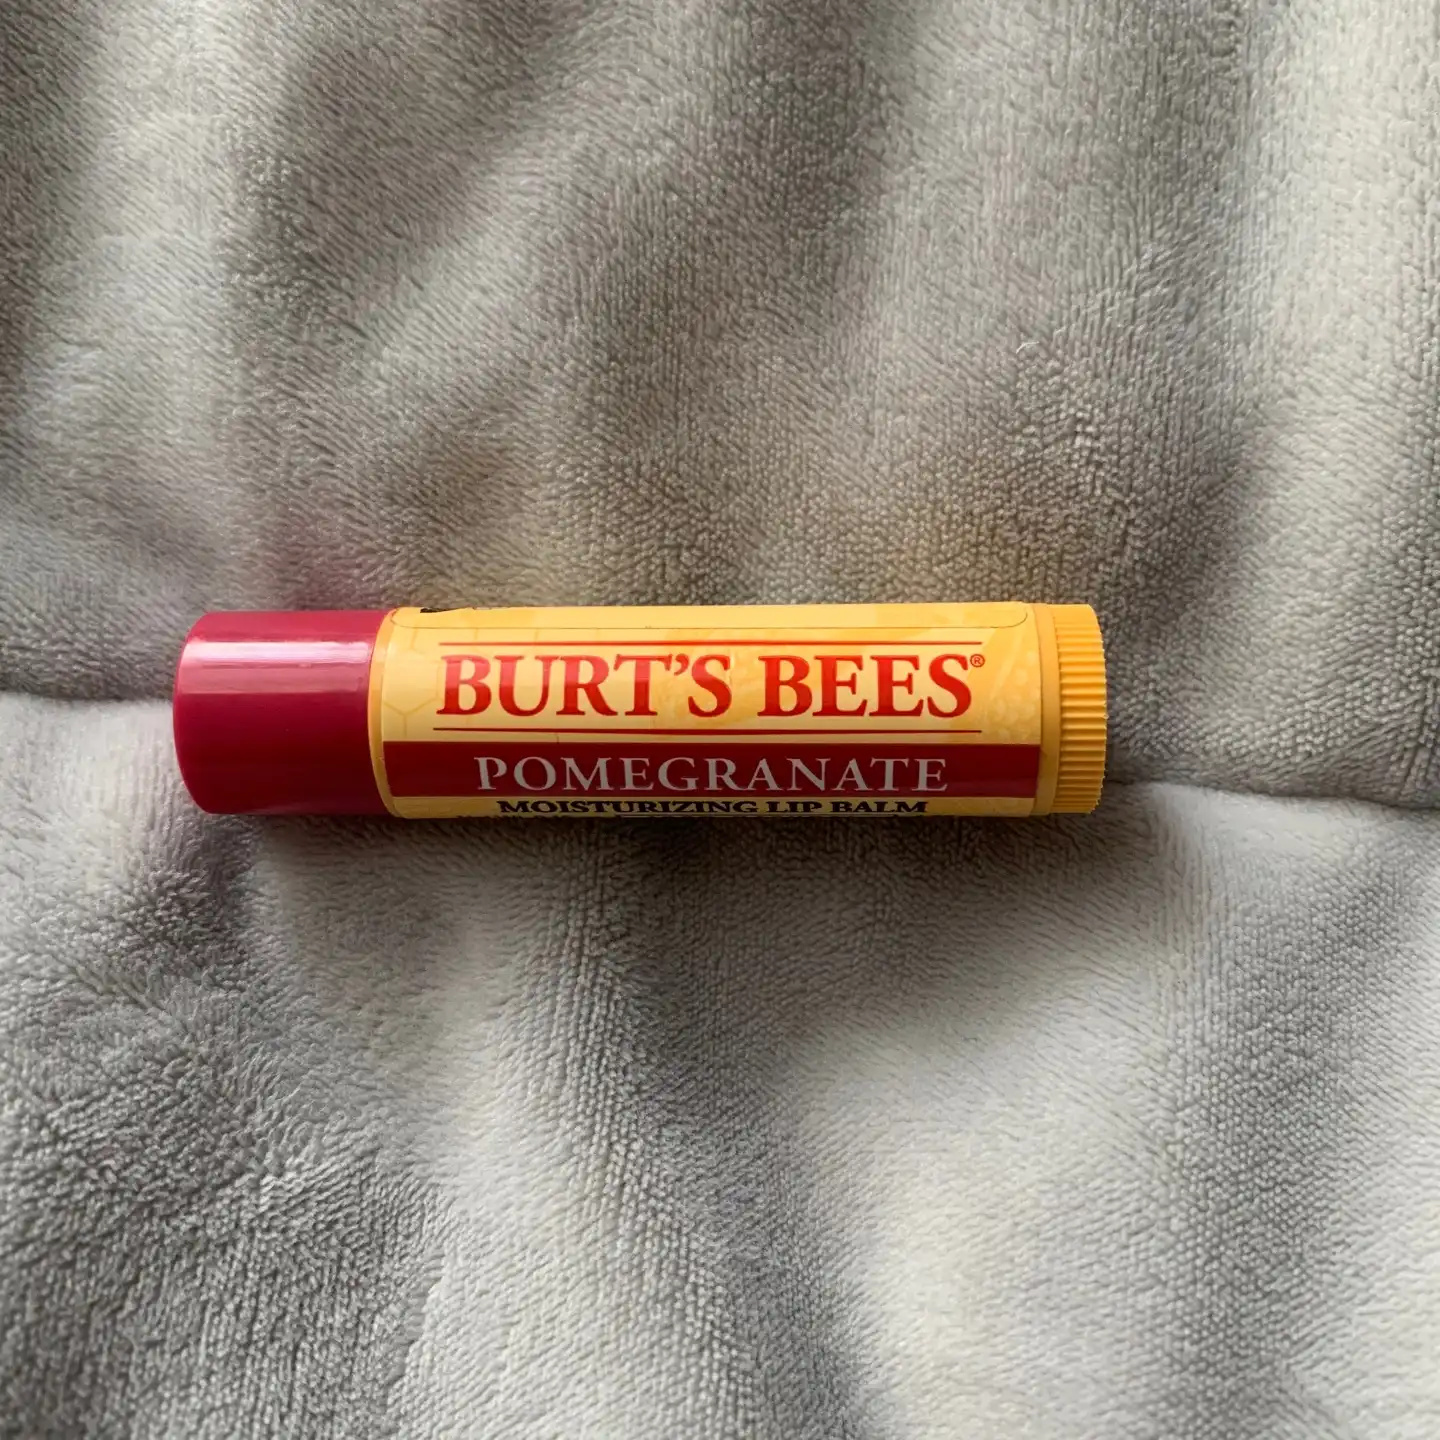 BURT'S BEES®
POMEGRANATE
MOISTURIZING LIP BALM